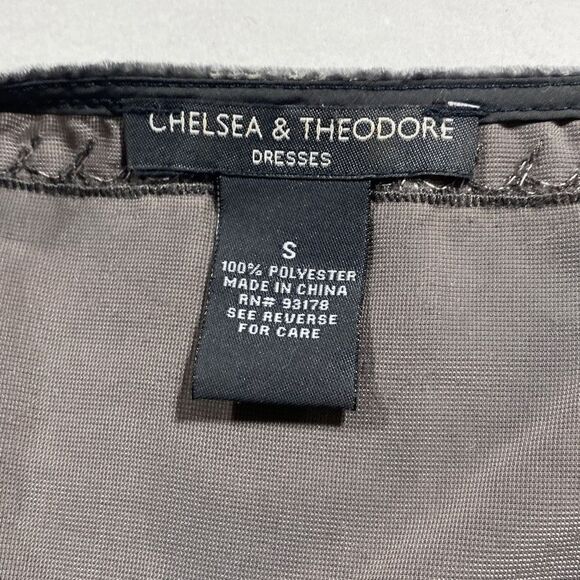 CHELSEA & THEODORE
DRESSES
S
100% POLYESTER
MADE IN CHINA
RN# 93178
SEE REVERSE
FOR CARE